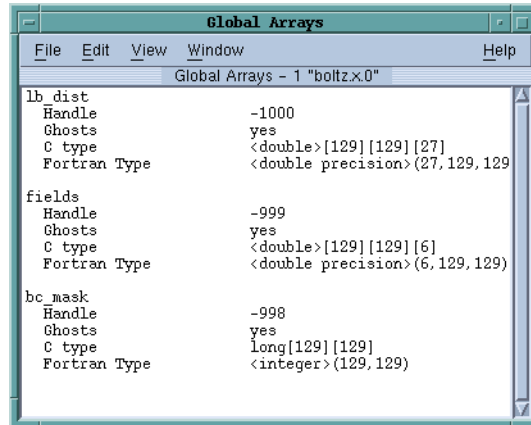 Global Arrays
File Edit View Window Help
Global Arrays - 1 "boltz.x.0"
lb_dist
Handle -1000
Ghosts yes
C type <double>[129][129][27]
Fortran Type <double precision>(27,129,129
fields
Handle -999
Ghosts yes
C type <double>[129][129][6]
Fortran Type <double precision>(6,129,129)
bc_mask
Handle -998
Ghosts yes
C type long[129][129]
Fortran Type <integer>(129,129)